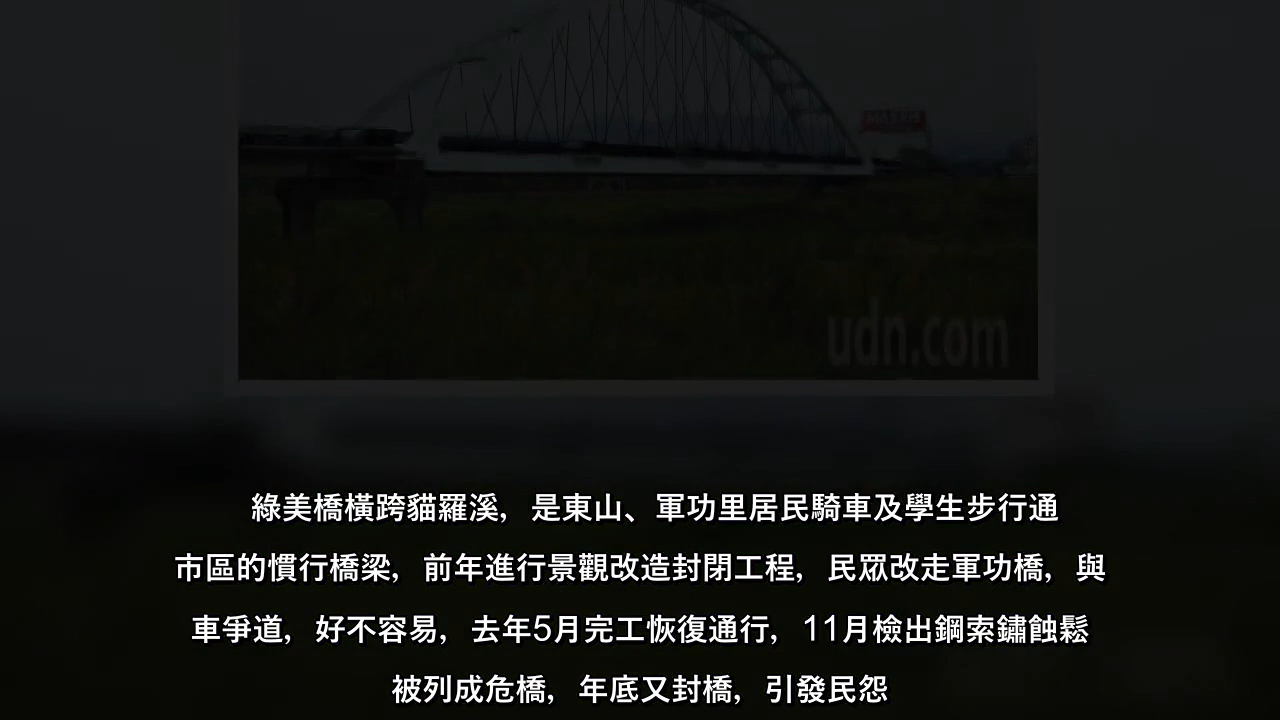 udn.com
綠美橋橫跨貓羅溪，是東山、軍功里居民騎車及學生步行通
市區的慣行橋梁，前年進行景觀改造封閉工程，民眾改走軍功橋，與
車爭道，好不容易，去年5月完工恢復通行，11月檢出鋼索鏽蝕鬆
被列成危橋，年底又封橋，引發民怨